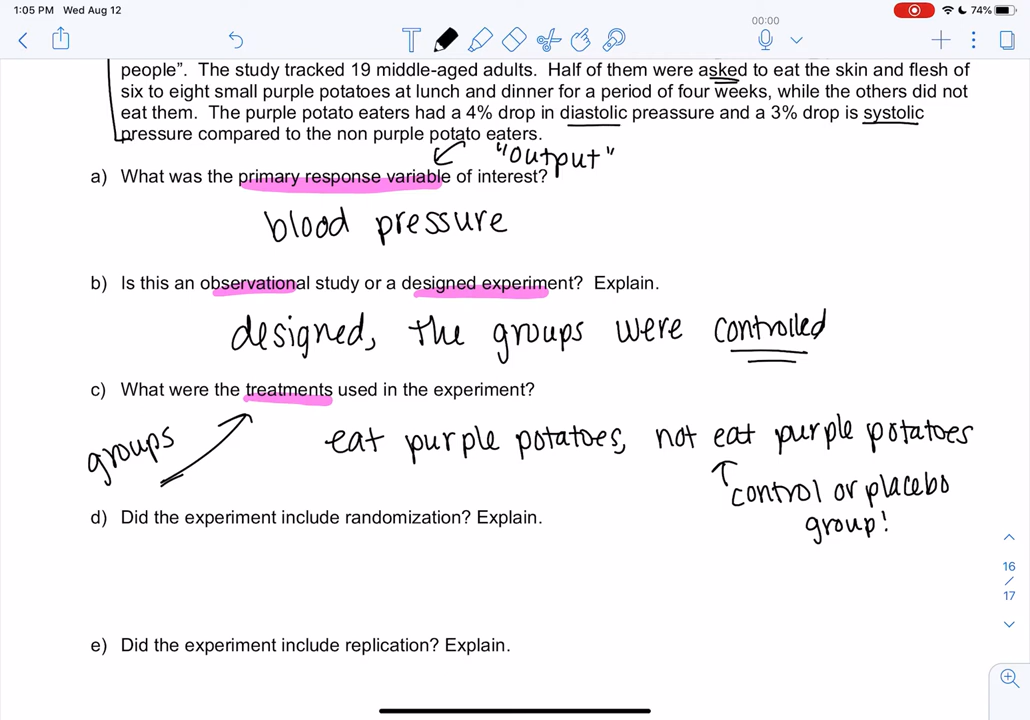 1:05 PM Wed Aug 12
74%
00:00
people”. The study tracked 19 middle-aged adults. Half of them were asked to eat the skin and flesh of
six to eight small purple potatoes at lunch and dinner for a period of four weeks, while the others did not
eat them. The purple potato eaters had a 4% drop in diastolic preassure and a 3% drop is systolic
pressure compared to the non purple potato eaters.
"output"
a) What was the primary response variable of interest?
blood pressure
b) Is this an observational study or a designed experiment? Explain.
designed, the groups were controlled
c) What were the treatments used in the experiment?
groups
eat purple potatoes, not eat purple potatoes
control or placebo
group!
d) Did the experiment include randomization? Explain.
16
/
17
e) Did the experiment include replication? Explain.